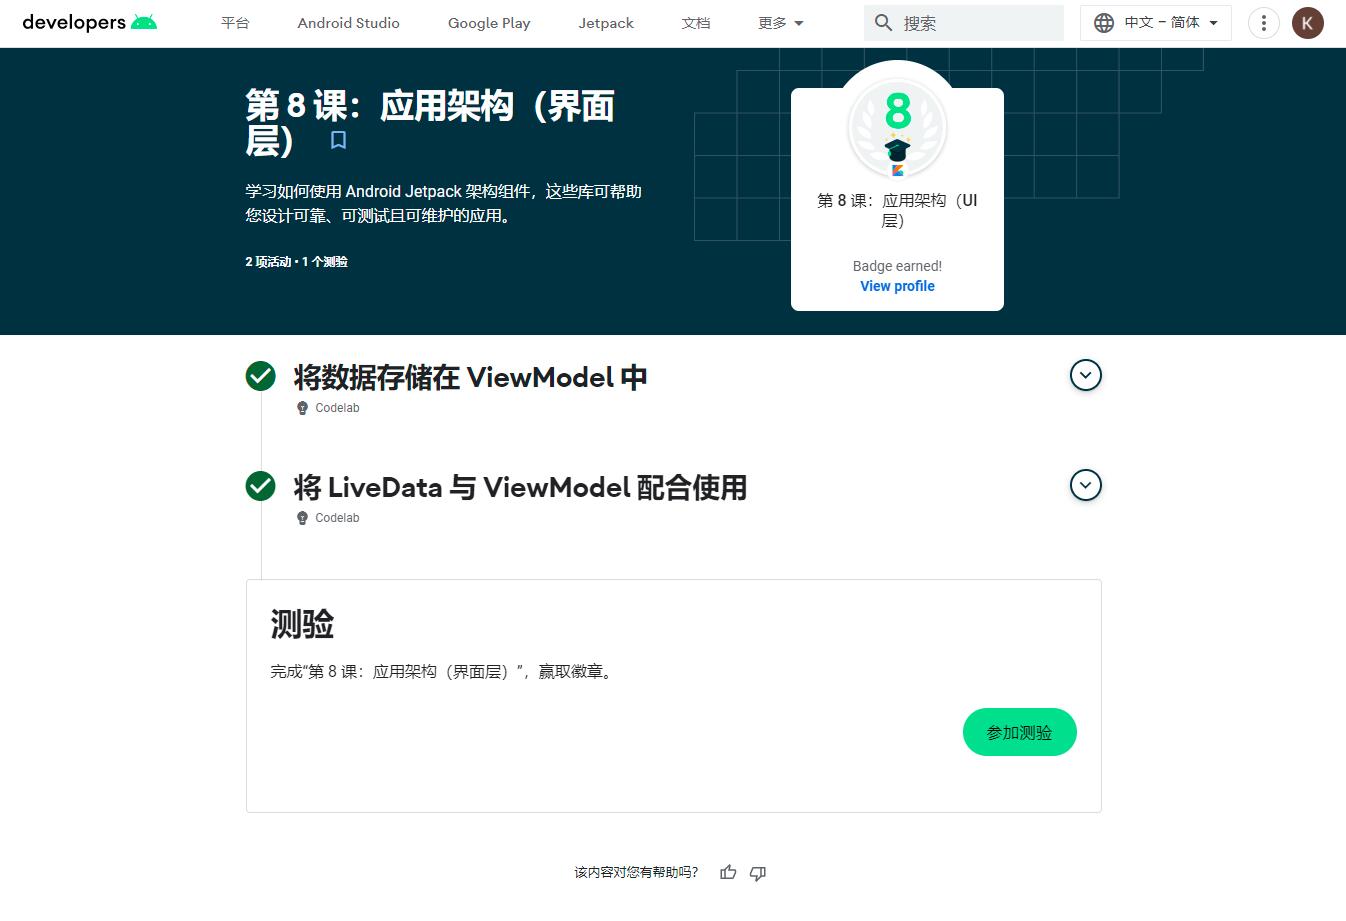 developers 平台 Android Studio Google Play Jetpack 文档 更多 搜索 中文 – 简体 K
第 8 课：应用架构（界面
层）
学习如何使用 Android Jetpack 架构组件，这些库可帮助
您设计可靠、可测试且可维护的应用。
2 项活动 • 1 个测验
8
第 8 课：应用架构（UI
层）
Badge earned!
View profile
将数据存储在 ViewModel 中
Codelab
将 LiveData 与 ViewModel 配合使用
Codelab
测验
完成“第 8 课：应用架构（界面层）”，赢取徽章。
参加测验
该内容对您有帮助吗？